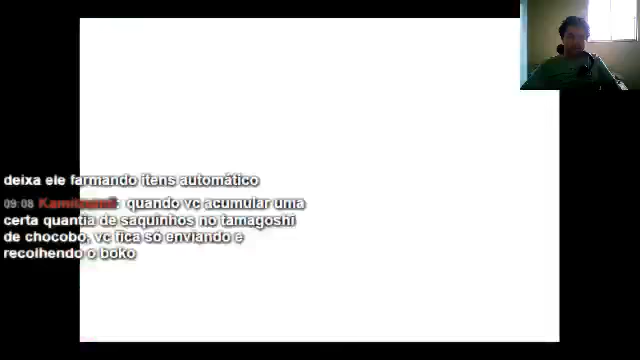 deixa ele farmando itens automático
09:08 : quando vc acumular uma
certa quantia de saquinhos no tamagoshi
de chocobo, vc fica só enviando e
recolhendo o boko